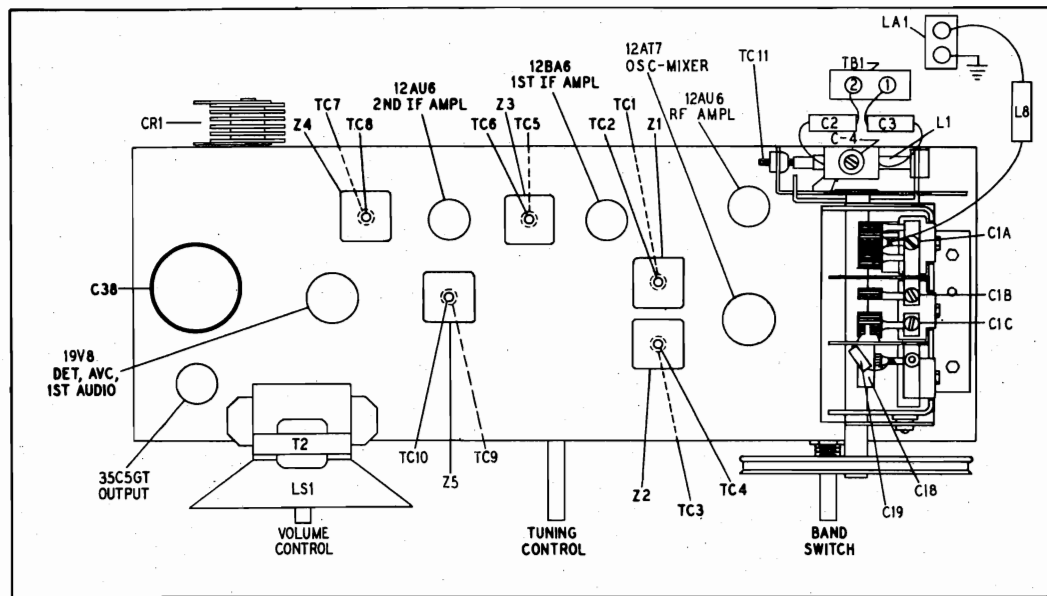 LA1
TB1
2
1
L8
C2
C3
C-4
L1
TC11
12AT7
OSC-MIXER
12BA6
1ST IF AMPL
12AU6
RF AMPL
12AU6
2ND IF AMPL
CR1
TC7
Z4
TC8
Z3
TC6
TC5
TC1
TC2
Z1
C1A
C1B
C1C
C38
19V8
DET, AVC,
1ST AUDIO
35C5GT
OUTPUT
T2
LS1
TC10
Z5
TC9
Z2
TC3
TC4
C18
C19
VOLUME
CONTROL
TUNING
CONTROL
BAND
SWITCH